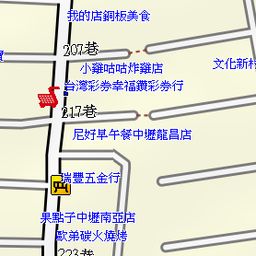 我的店鋼板美食
207巷
小雞咕咕炸雞店
文化新村
台灣彩券幸福鑽彩券行
217巷
尼好早午餐中壢龍昌店
瑞豐五金行
果點子中壢南亞店
歐弟碳火燒烤
223巷